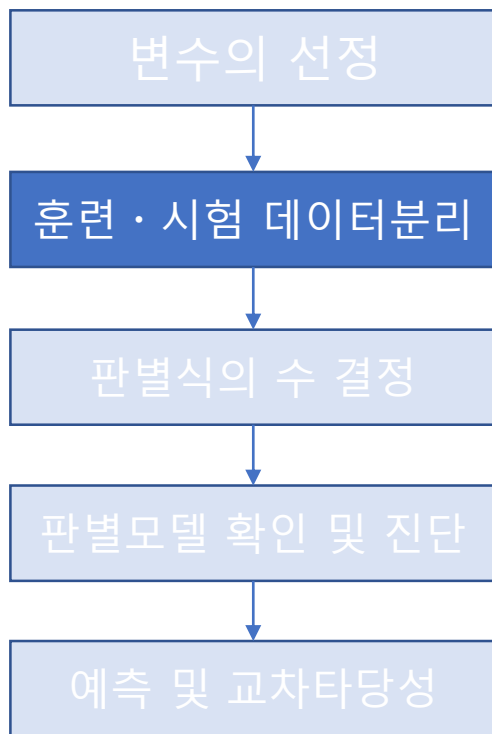 변수의 선정
훈련・시험 데이터분리
판별식의 수 결정
판별모델 확인 및 진단
예측 및 교차타당성